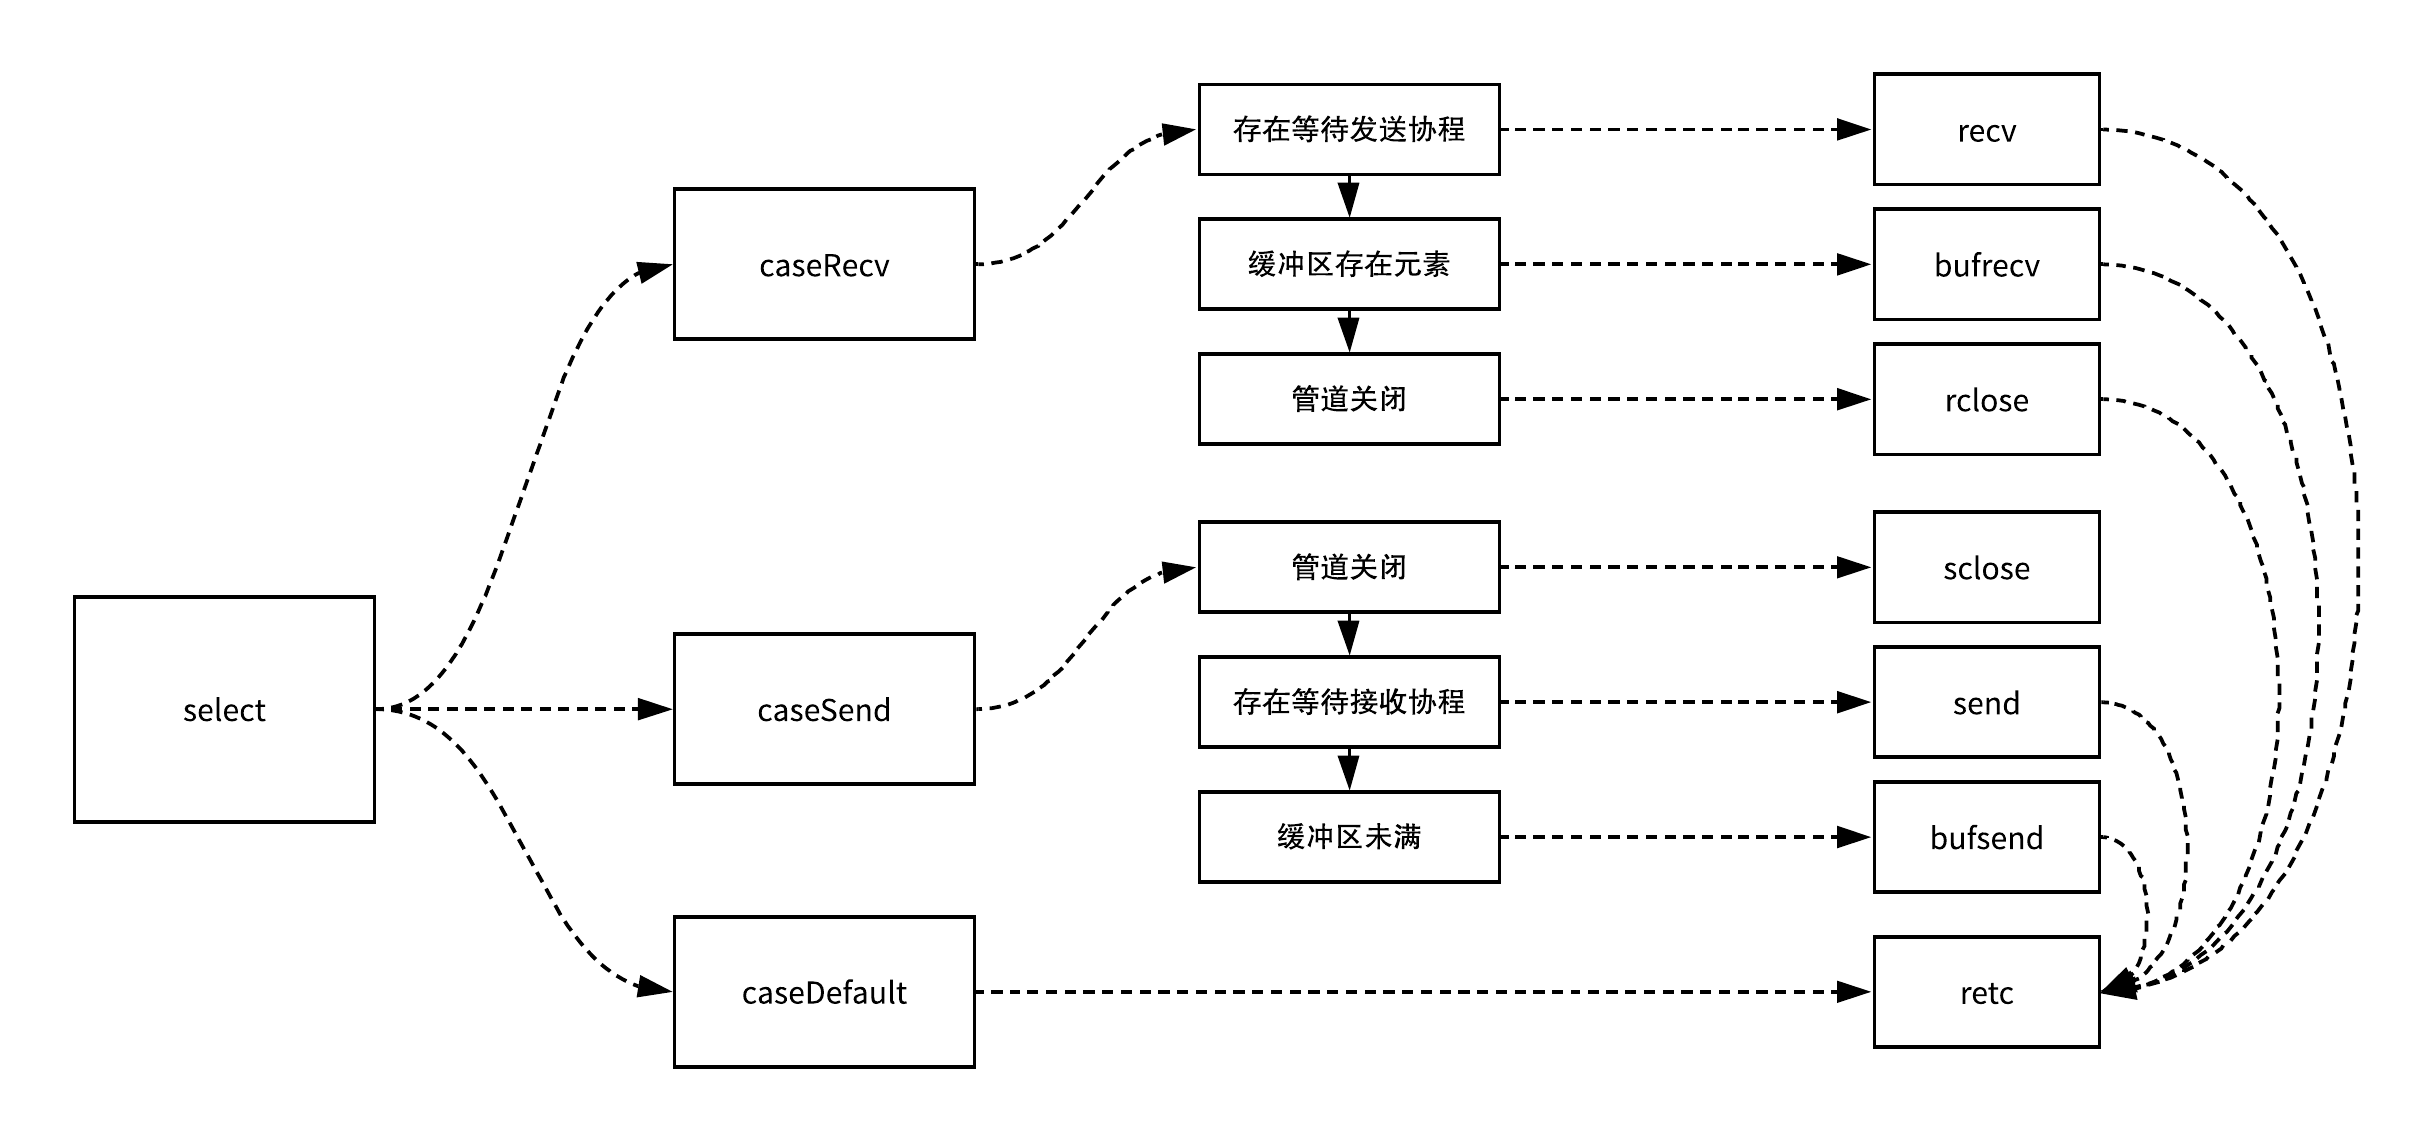 存在等待发送协程
recv
caseRecv
缓冲区存在元素
bufrecv
管道关闭
rclose
管道关闭
sclose
select
caseSend
存在等待接收协程
send
缓冲区未满
bufsend
caseDefault
retc